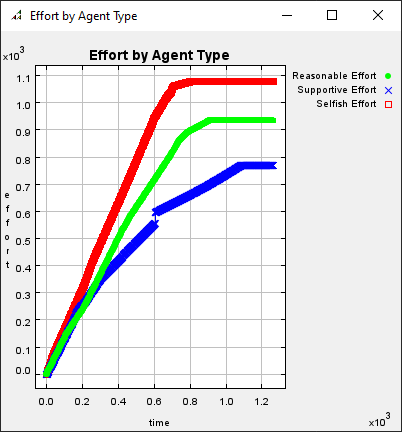 Effort by Agent Type
Effort by Agent Type
x10³
1.1
1.0
0.9
0.8
0.7
0.6
0.5
0.4
0.3
0.2
0.1
0.0
effort
0.0
0.2
0.4
0.6
0.8
1.0
1.2
time
x10³
Reasonable Effort
Supportive Effort
Selfish Effort